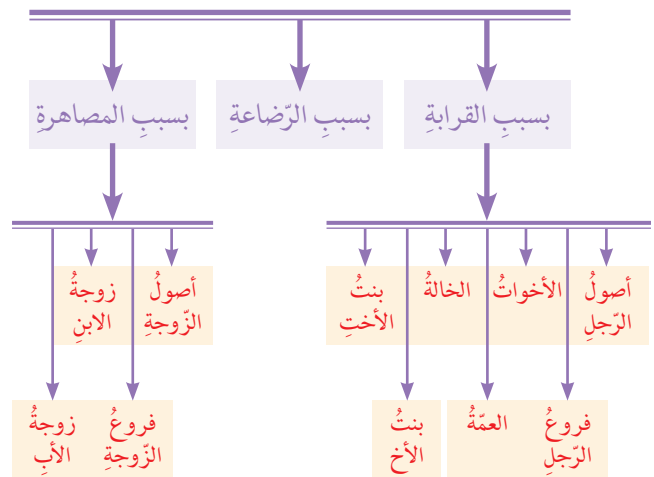 بسببِ القرابةِ
بسببِ الرّضاعةِ
بسببِ المصاهرةِ
أصولُ
الرّجلِ
الأخواتُ
الخالةُ
بنتُ
الأختِ
فروعُ
الرّجلِ
العمّةُ
بنتُ
الأخ
أصولُ
الزّوجةِ
زوجةُ
الابنِ
فروعُ
الزّوجةِ
زوجةُ
الأبِ